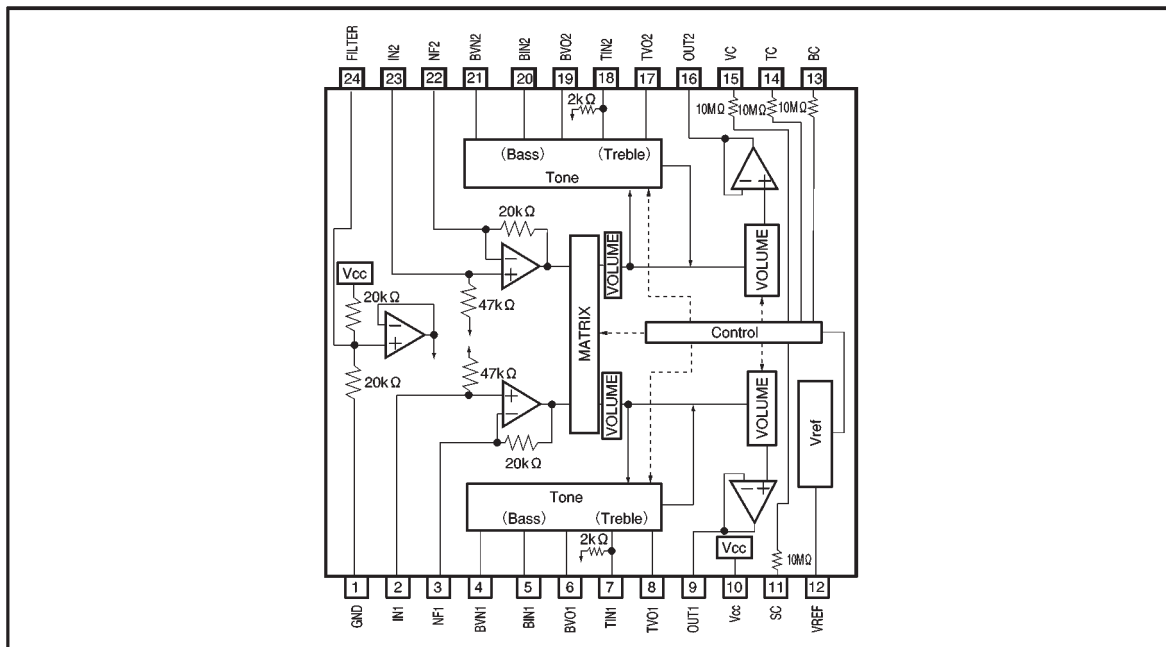 FILTER
IN2
NF2
BVN2
BIN2
BVO2
TIN2
TVO2
OUT2
VC
TC
BC
24 23 22 21 20 19 18 17 16 15 14 13
2kΩ
10MΩ 10MΩ 10MΩ
(Bass) (Treble)
Tone
20kΩ
VOLUME
VOLUME
Vcc
47kΩ
20kΩ
MATRIX
Control
47kΩ
20kΩ
VOLUME
VOLUME
Vref
20kΩ
Tone
(Bass) (Treble)
2kΩ
Vcc
10MΩ
1 2 3 4 5 6 7 8 9 10 11 12
GND
IN1
NF1
BVN1
BIN1
BVO1
TIN1
TVO1
OUT1
Vcc
SC
VREF